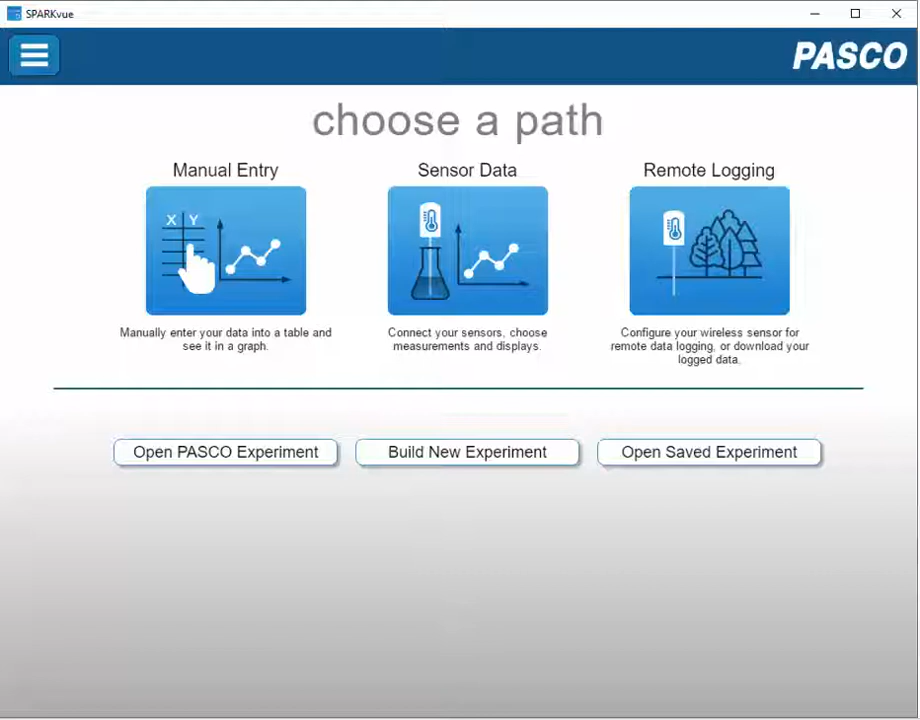 SPARKvue
PASCO
choose a path
Manual Entry
Sensor Data
Remote Logging
X Y
Manually enter your data into a table and
see it in a graph.
Connect your sensors, choose
measurements and displays.
Configure your wireless sensor for
remote data logging, or download your
logged data.
Open PASCO Experiment
Build New Experiment
Open Saved Experiment